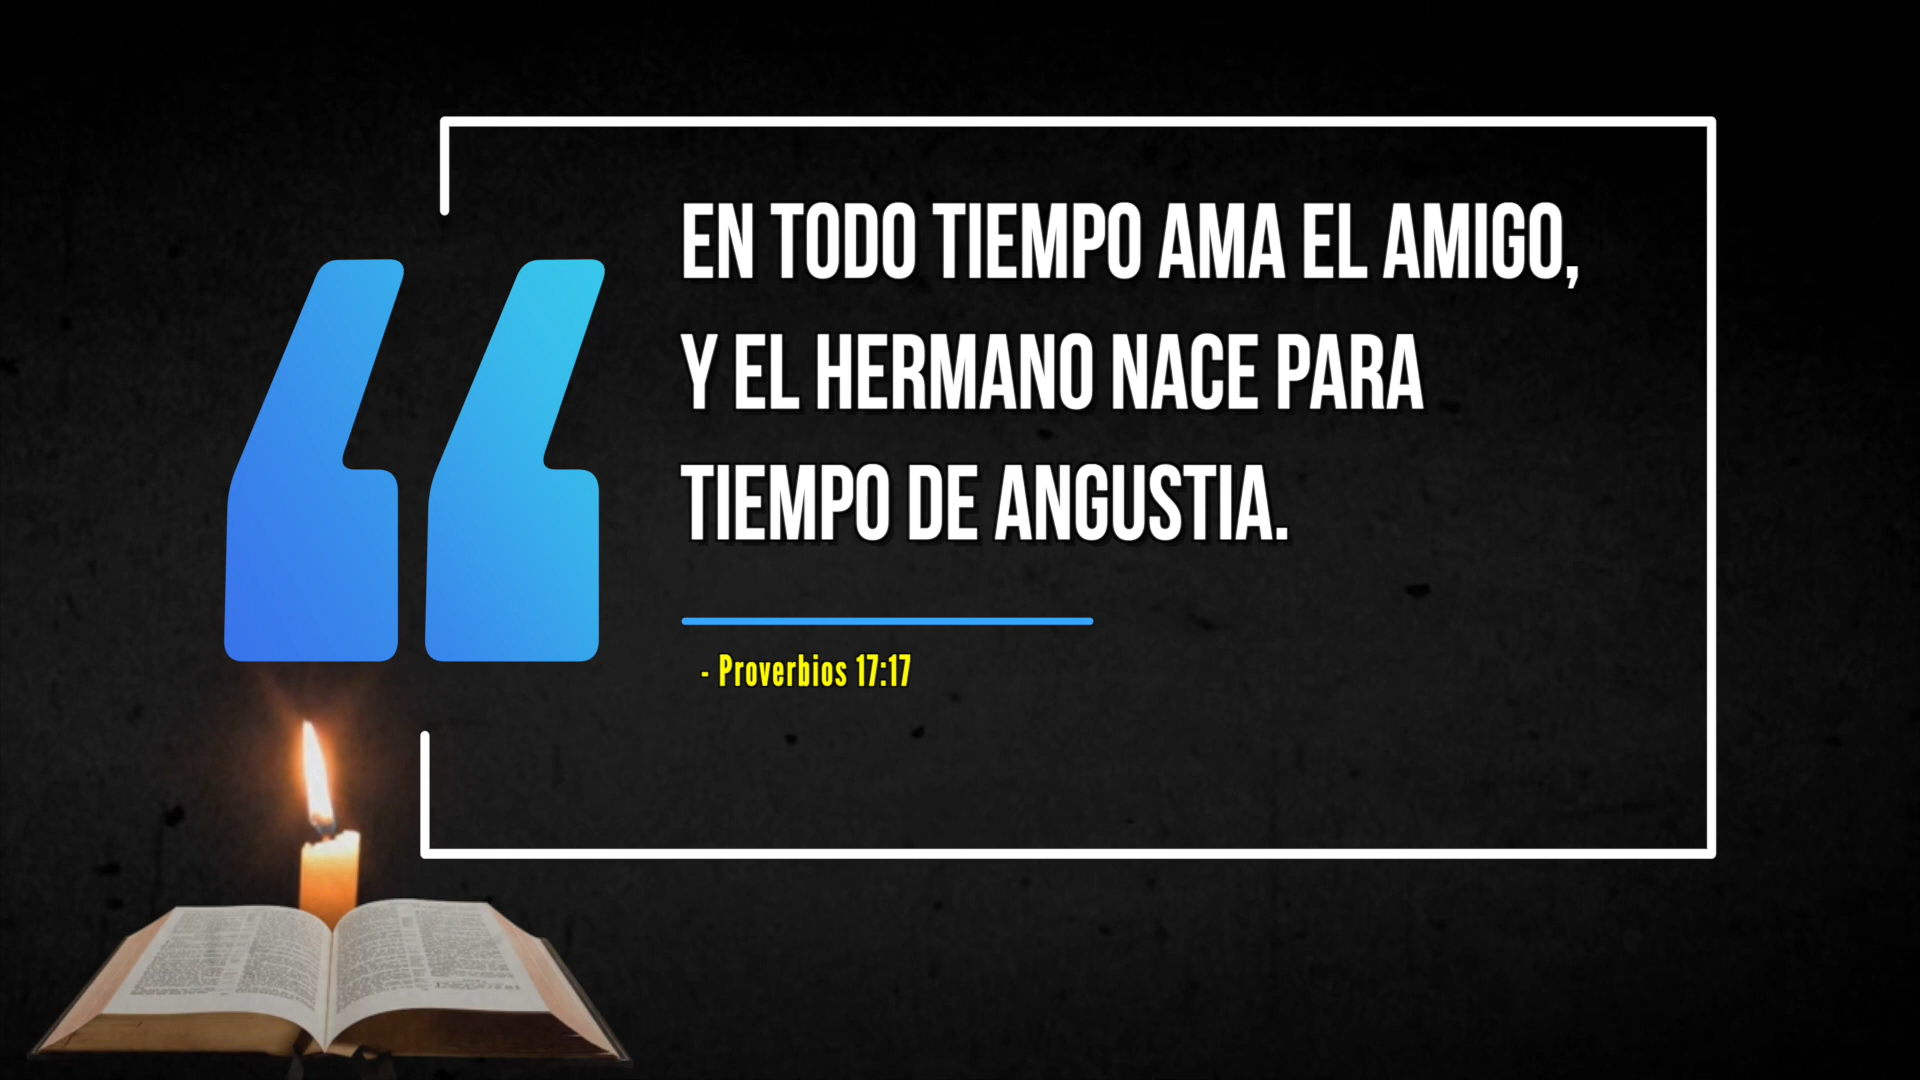 EN TODO TIEMPO AMA EL AMIGO,
Y EL HERMANO NACE PARA
TIEMPO DE ANGUSTIA.
- Proverbios 17:17